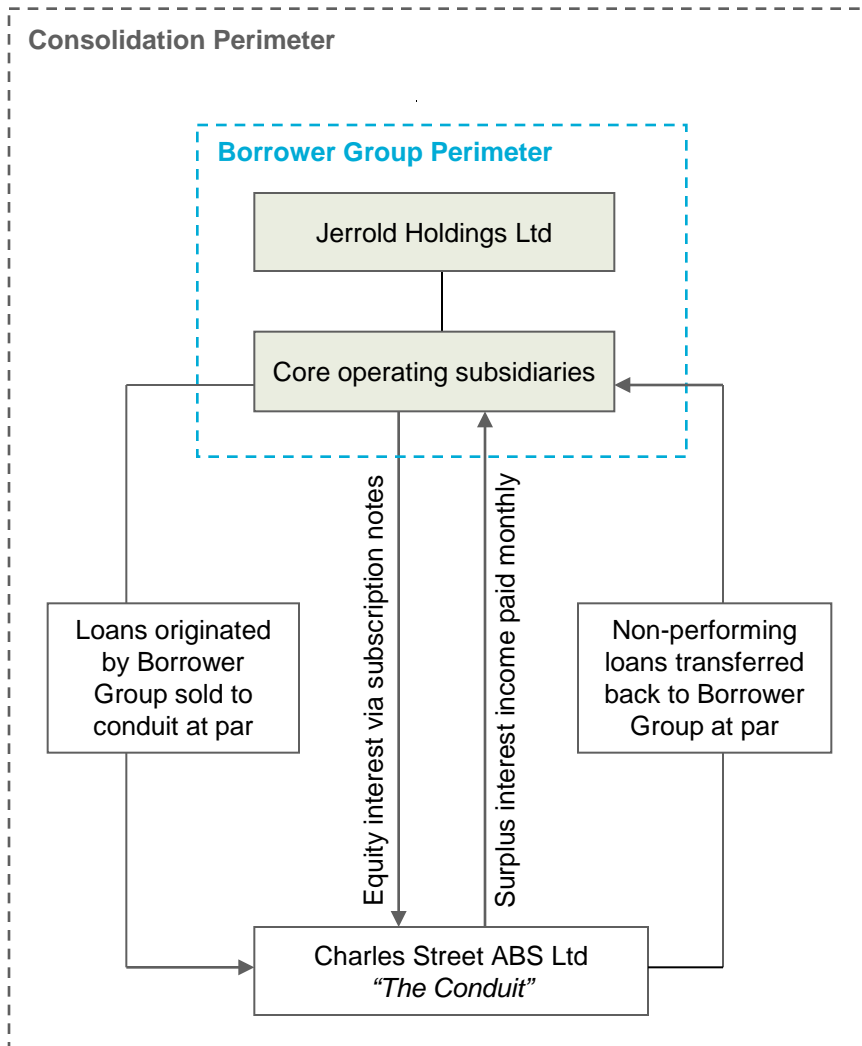 Consolidation Perimeter
Borrower Group Perimeter
Jerrold Holdings Ltd
Core operating subsidiaries
Equity interest via subscription notes
Surplus interest income paid monthly
Loans originated
by Borrower
Group sold to
conduit at par
Non-performing
loans transferred
back to Borrower
Group at par
Charles Street ABS Ltd
“The Conduit”